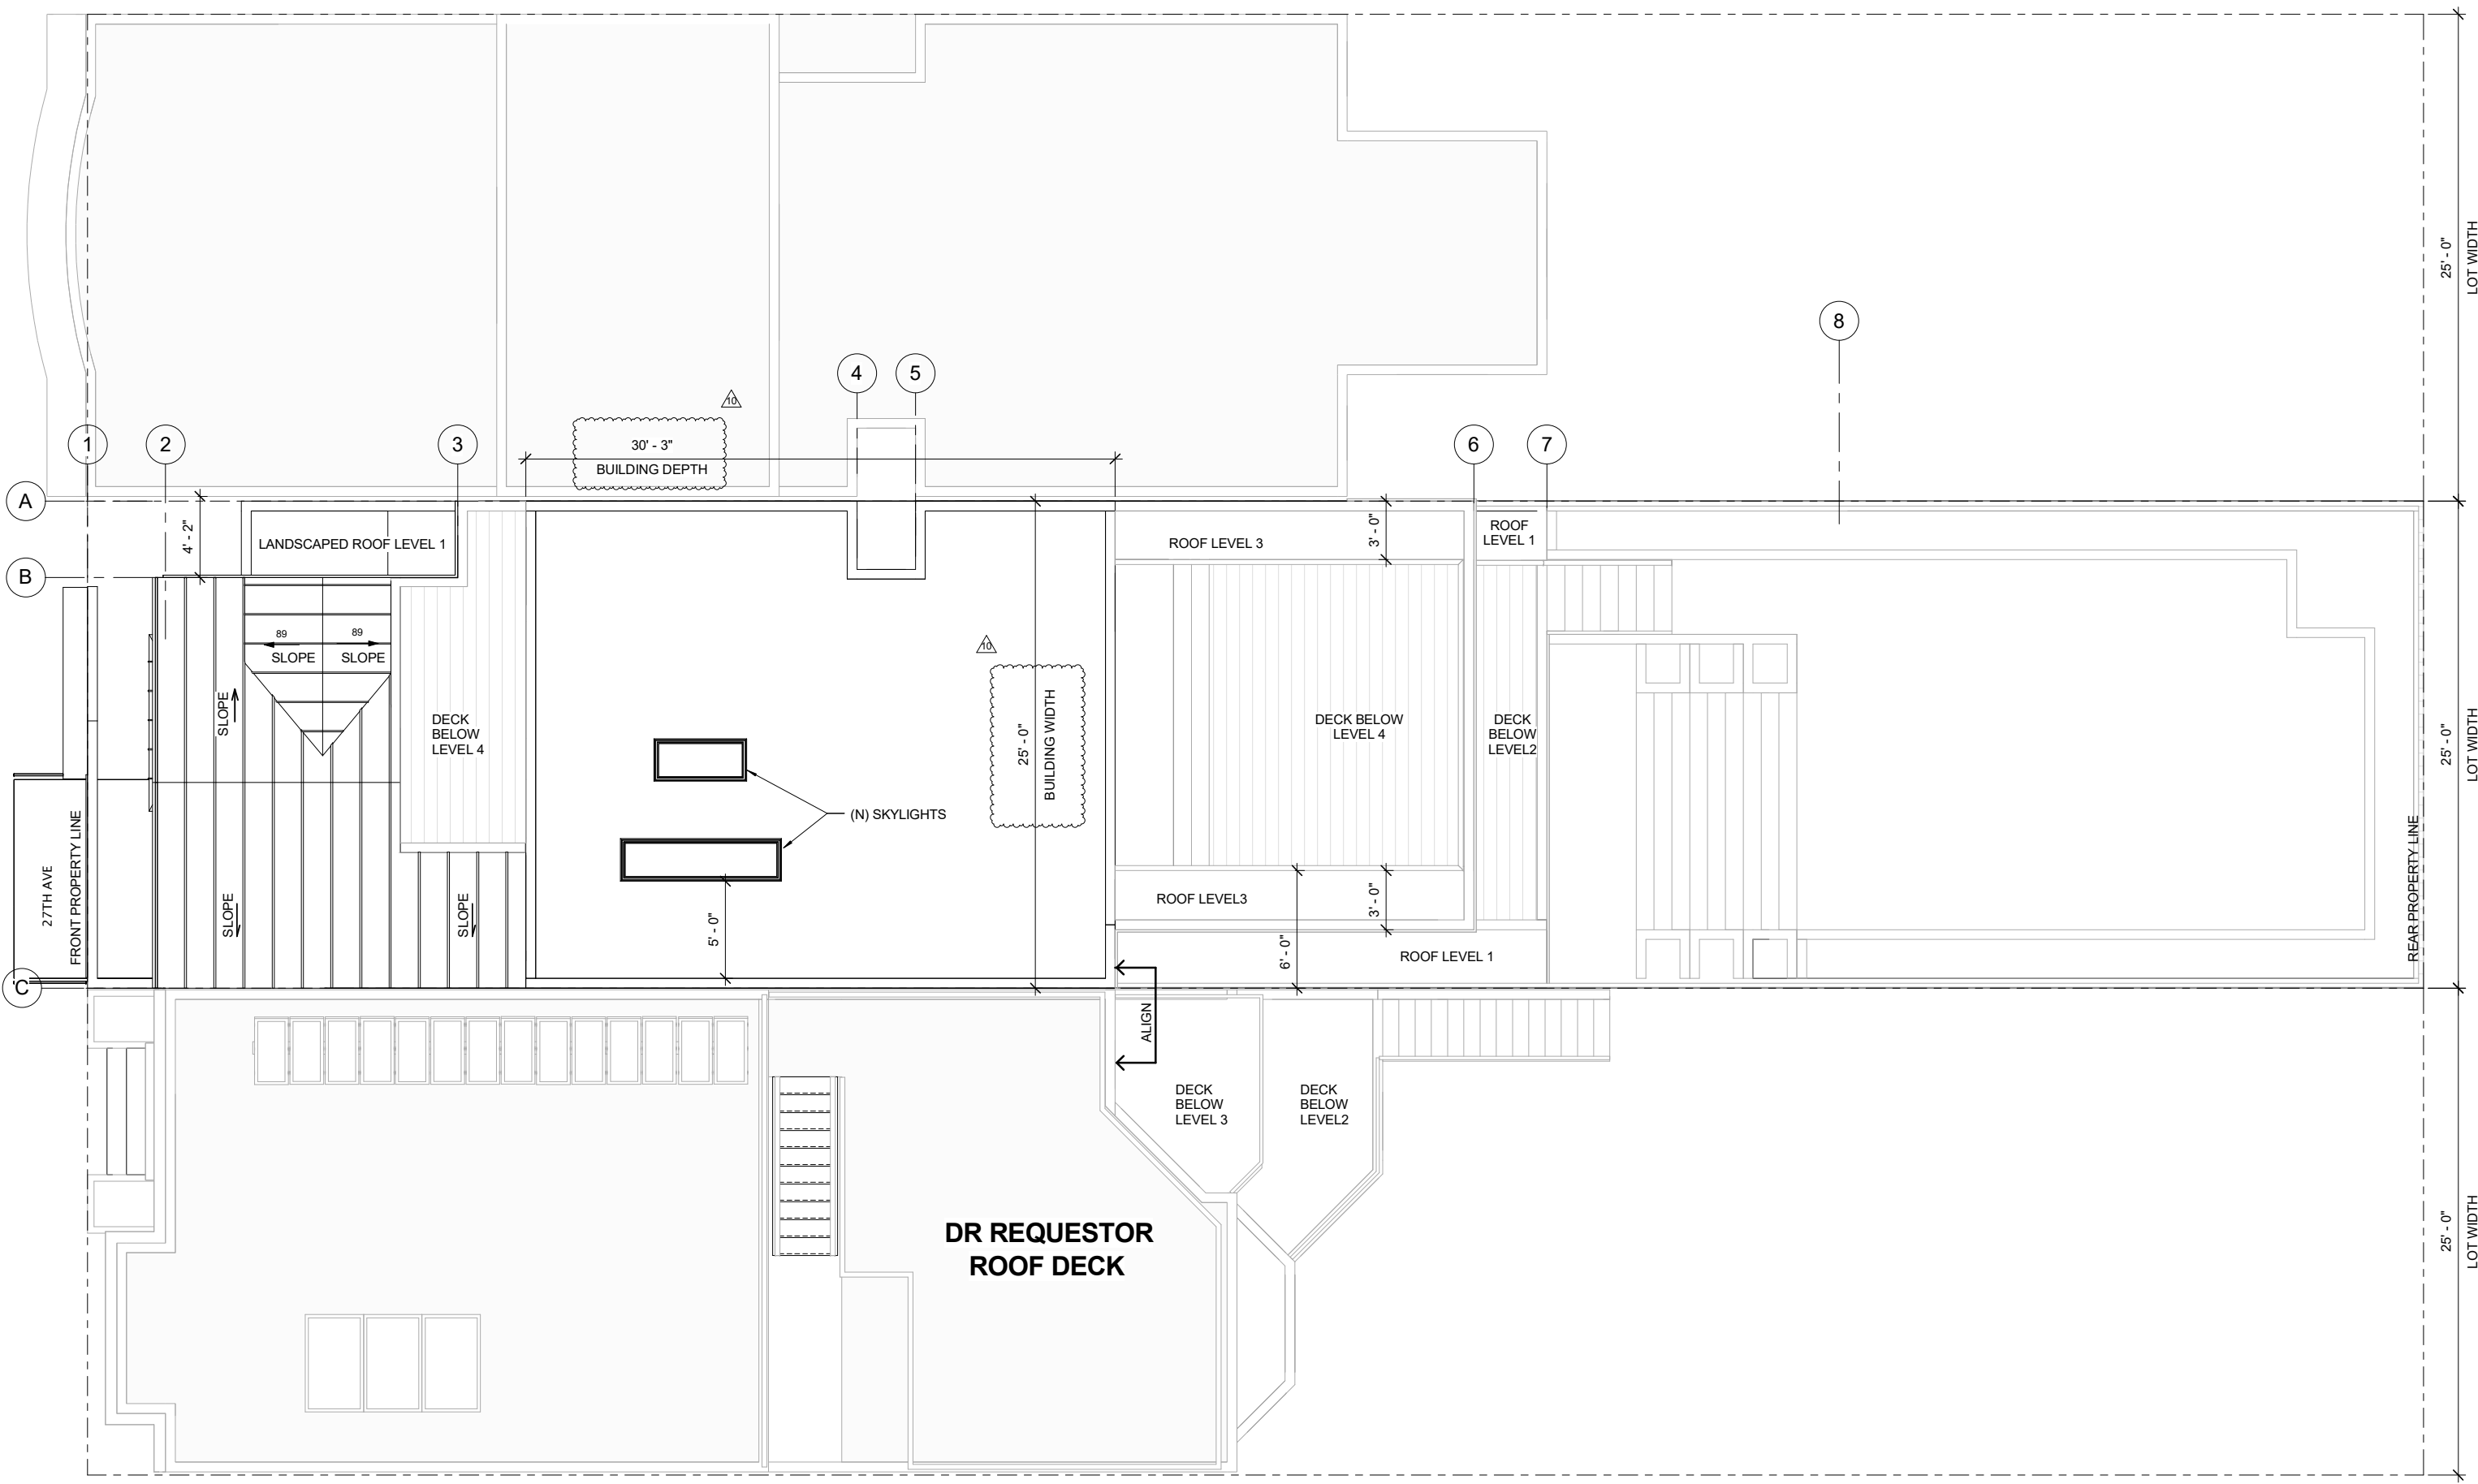 25' - 0"
LOT WIDTH
8
4
5
10
1
2
3
30' - 3"
BUILDING DEPTH
6
7
A
4' - 2"
LANDSCAPED ROOF LEVEL 1
ROOF LEVEL 3
3' - 0"
ROOF
LEVEL 1
B
89
89
SLOPE
SLOPE
10
SLOPE
DECK
BELOW
LEVEL 4
25' - 0"
BUILDING WIDTH
DECK BELOW
LEVEL 4
DECK
BELOW
LEVEL2
25' - 0"
LOT WIDTH
(N) SKYLIGHTS
27TH AVE
FRONT PROPERTY LINE
SLOPE
SLOPE
5' - 0"
ROOF LEVEL3
3' - 0"
6' - 0"
ROOF LEVEL 1
REAR PROPERTY LINE
C
ALIGN
DECK
BELOW
LEVEL 3
DECK
BELOW
LEVEL2
DR REQUESTOR
ROOF DECK
25' - 0"
LOT WIDTH